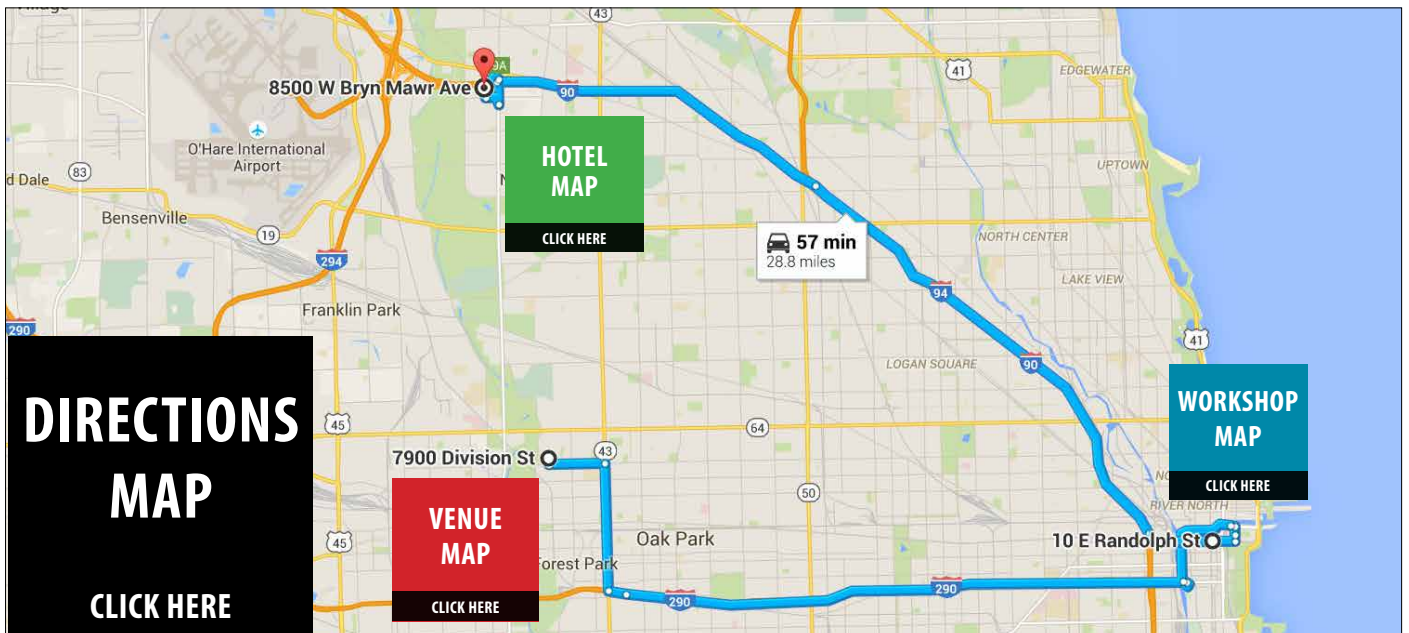 Village
43
41
EDGEWATER
9A
8500 W Bryn Mawr Ave
90
O'Hare International
Airport
HOTEL
MAP
CLICK HERE
UPTOWN
83
d Dale
N
Bensenville
19
57 min
28.8 miles
NORTH CENTER
294
LAKE VIEW
94
Franklin Park
290
41
LOGAN SQUARE
90
DIRECTIONS
MAP
CLICK HERE
WORKSHOP
MAP
CLICK HERE
45
64
43
7900 Division St
NO
50
RIVER NORTH
VENUE
MAP
CLICK HERE
45
Oak Park
10 E Randolph St
Forest Park
290
290